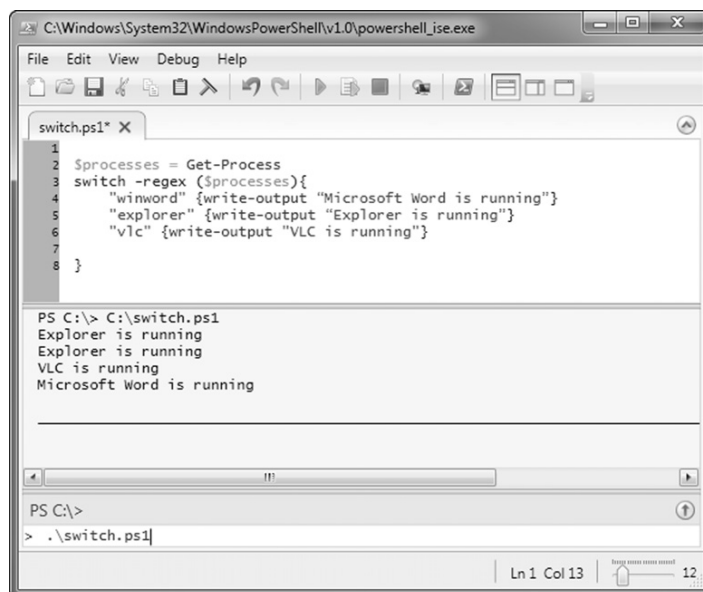 C:\Windows\System32\WindowsPowerShell\v1.0\powershell_ise.exe
File Edit View Debug Help
switch.ps1* X
1
2 $processes = Get-Process
3 switch -regex ($processes){
4 "winword" {write-output “Microsoft Word is running"}
5 "explorer" {write-output “Explorer is running"}
6 "vlc" {write-output "VLC is running"}
7
8 }
PS C:\> C:\switch.ps1
Explorer is running
Explorer is running
VLC is running
Microsoft Word is running
PS C:\>
> .\switch.ps1
Ln 1 Col 13 12